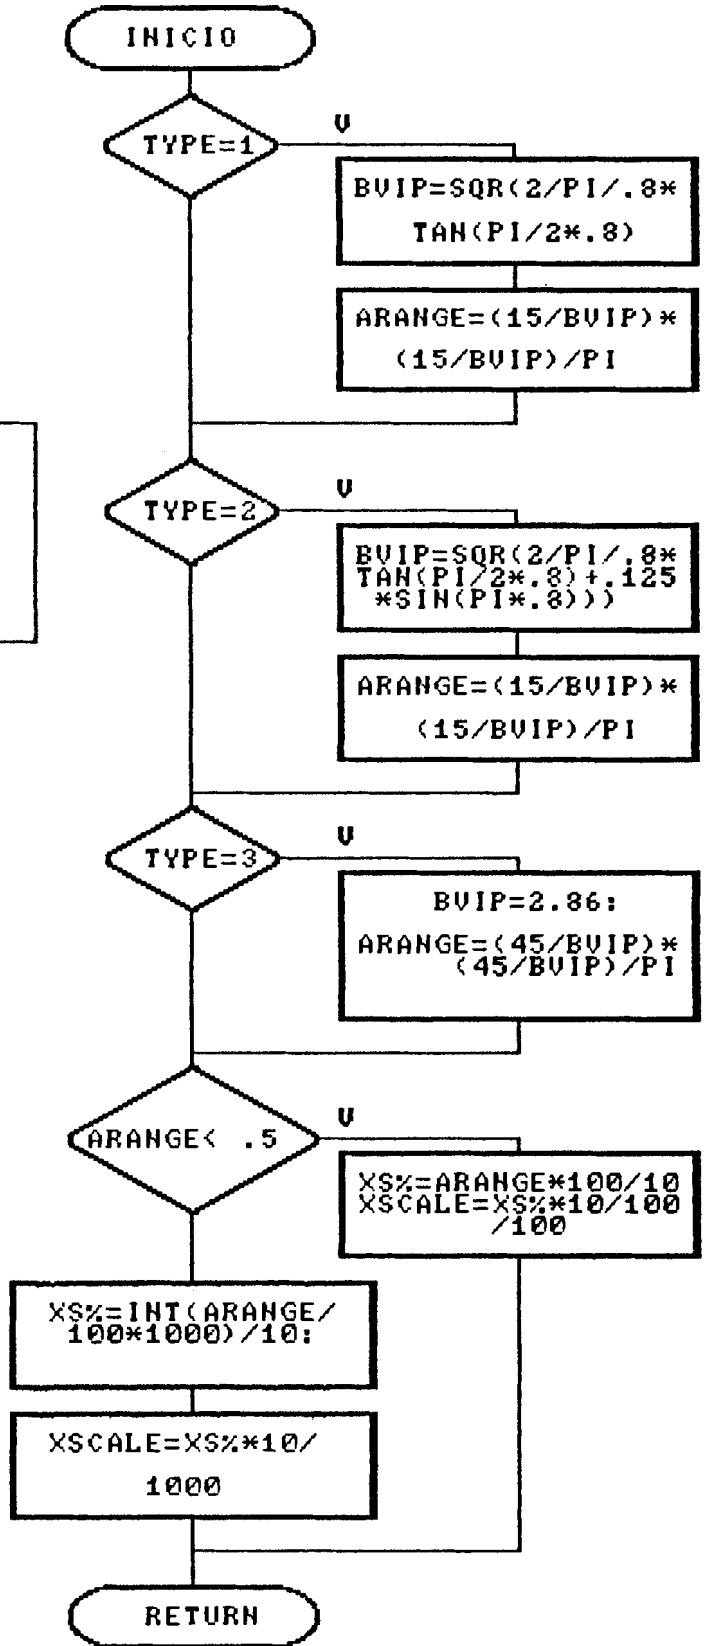 INICIO
TYPE=1
V
BVIP=SQR(2/PI/.8*
TAN(PI/2*.8)
ARANGE=(15/BVIP)*
(15/BVIP)/PI
TYPE=2
V
BVIP=SQR(2/PI/.8*
TAN(PI/2*.8)+.125
*SIN(PI*.8)))
ARANGE=(15/BVIP)*
(15/BVIP)/PI
TYPE=3
V
BVIP=2.86:
ARANGE=(45/BVIP)*
(45/BVIP)/PI
ARANGE< .5
V
XS%=ARANGE*100/10
XSCALE=XS%*10/100
/100
XS%=INT(ARANGE/
100*1000)/10:
XSCALE=XS%*10/
1000
RETURN